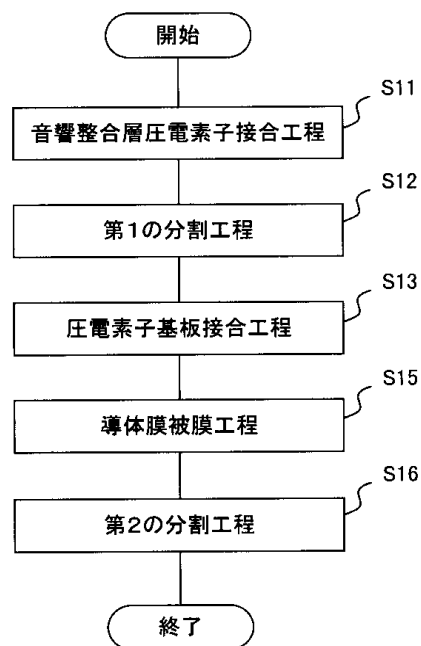 開始
S11
音響整合層圧電素子接合工程
S12
第1の分割工程
S13
圧電素子基板接合工程
S15
導体膜被膜工程
S16
第2の分割工程
終了